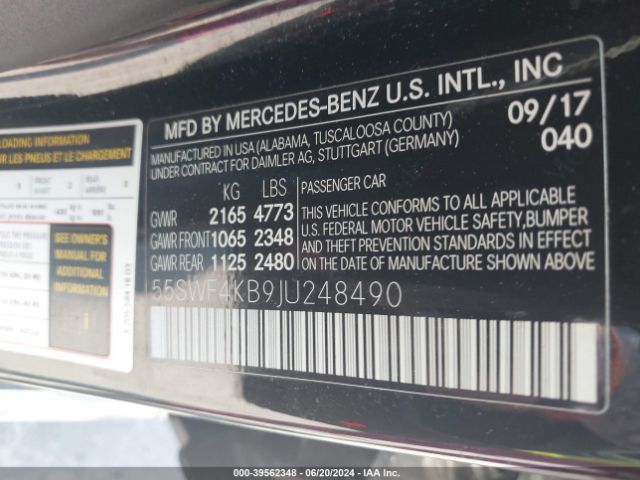 MFD BY MERCEDES-BENZ U.S. INTL., INC
MANUFACTURED IN USA (ALABAMA, TUSCALOOSA COUNTY)
UNDER CONTRACT FOR DAIMLER AG, STUTTGART (GERMANY)
09/17
040
KG LBS
GVWR 2165 4773
GAWR FRONT 1065 2348
GAWR REAR 1125 2480
PASSENGER CAR
THIS VEHICLE CONFORMS TO ALL APPLICABLE
U.S. FEDERAL MOTOR VEHICLE SAFETY, BUMPER
AND THEFT PREVENTION STANDARDS IN EFFECT
ON THE DATE OF MANUFACTURE SHOWN ABOVE.
55SWF4KB9JU248490
LOADING INFORMATION
UR LES PNEUS ET LE CHARGEMENT
SEE OWNER'S
MANUAL FOR
ADDITIONAL
INFORMATION
000-39562348 | 06/20/2024 | IAA Inc.